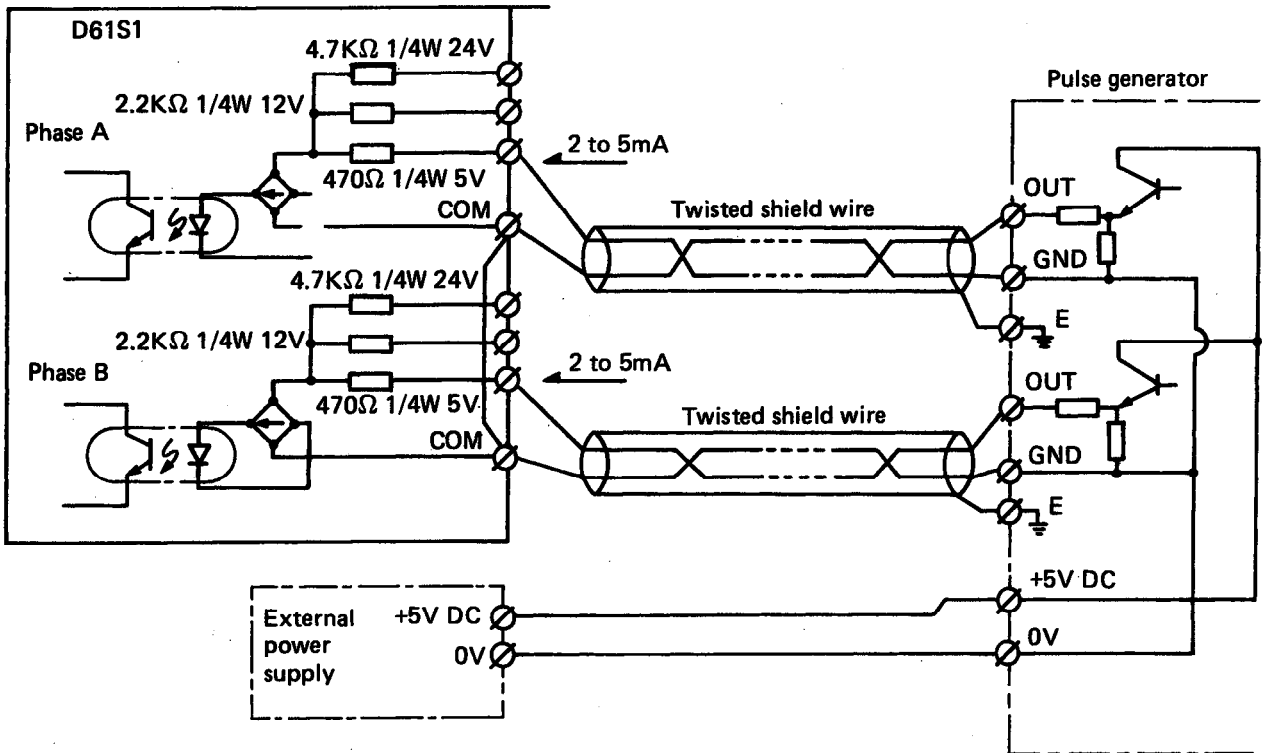 D61S1
4.7KΩ 1/4W 24V
2.2KΩ 1/4W 12V
Phase A
470Ω 1/4W 5V
COM
2 to 5mA
Twisted shield wire
Pulse generator
OUT
GND
E
4.7KΩ 1/4W 24V
2.2KΩ 1/4W 12V
Phase B
470Ω 1/4W 5V
COM
2 to 5mA
Twisted shield wire
OUT
GND
E
External
power
supply
+5V DC
0V
+5V DC
0V